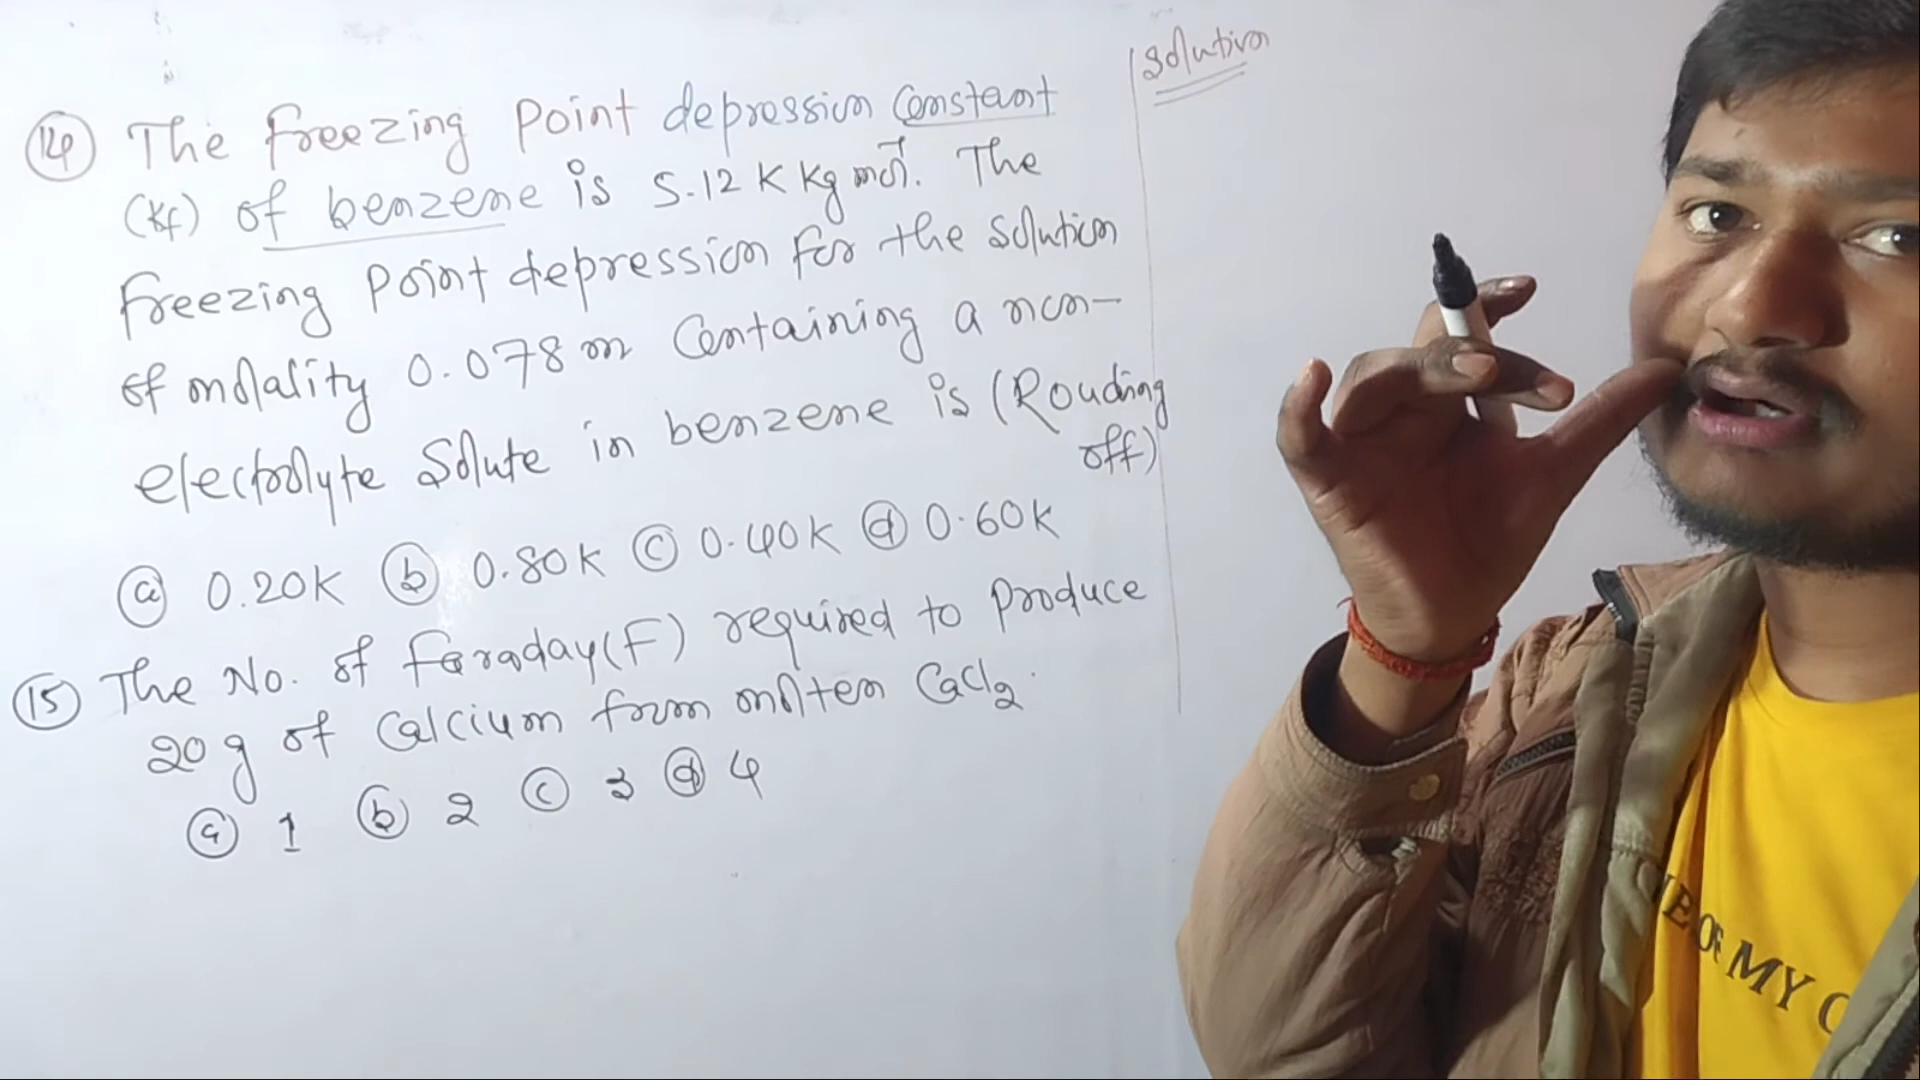 14 The freezing Point depression Constant
(Kf) of benzene is 5.12 K Kg mol⁻¹. The
freezing Point depression for the solution
of molality 0.078 m Containing a non-
electrolyte Solute in benzene is (Rouding
off)
(a) 0.20K (b) 0.80K (c) 0.40K (d) 0.60K
15 The No. of faraday(F) required to Produce
20g of Calcium from molten CaCl₂.
(a) 1 (b) 2 (c) 3 (d) 4
Solution
OF MY